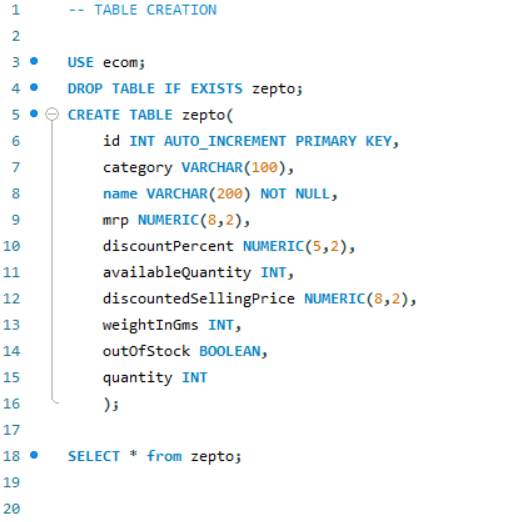 1 -- TABLE CREATION
2
3 USE ecom;
4 DROP TABLE IF EXISTS zepto;
5 CREATE TABLE zepto(
6 id INT AUTO_INCREMENT PRIMARY KEY,
7 category VARCHAR(100),
8 name VARCHAR(200) NOT NULL,
9 mrp NUMERIC(8,2),
10 discountPercent NUMERIC(5,2),
11 availableQuantity INT,
12 discountedSellingPrice NUMERIC(8,2),
13 weightInGms INT,
14 outOfStock BOOLEAN,
15 quantity INT
16 );
17
18 SELECT * from zepto;
19
20